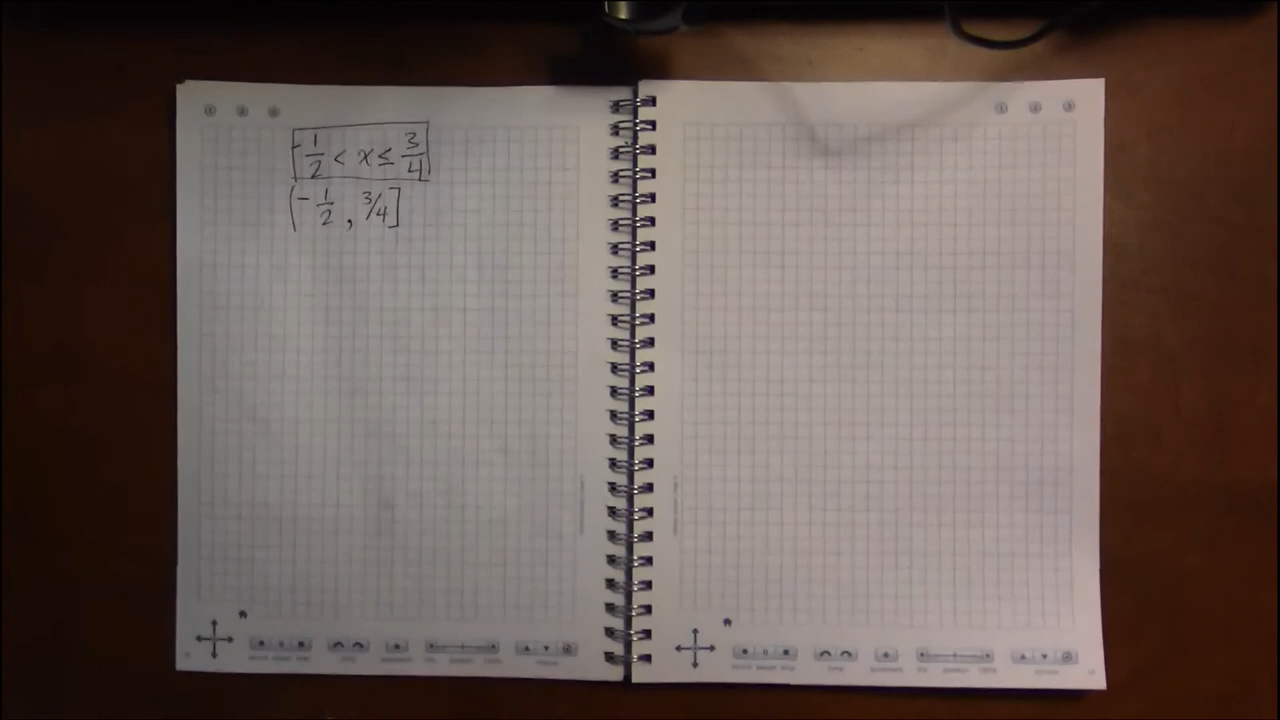 -1/2 < x ≤ 3/4
(-1/2, 3/4]